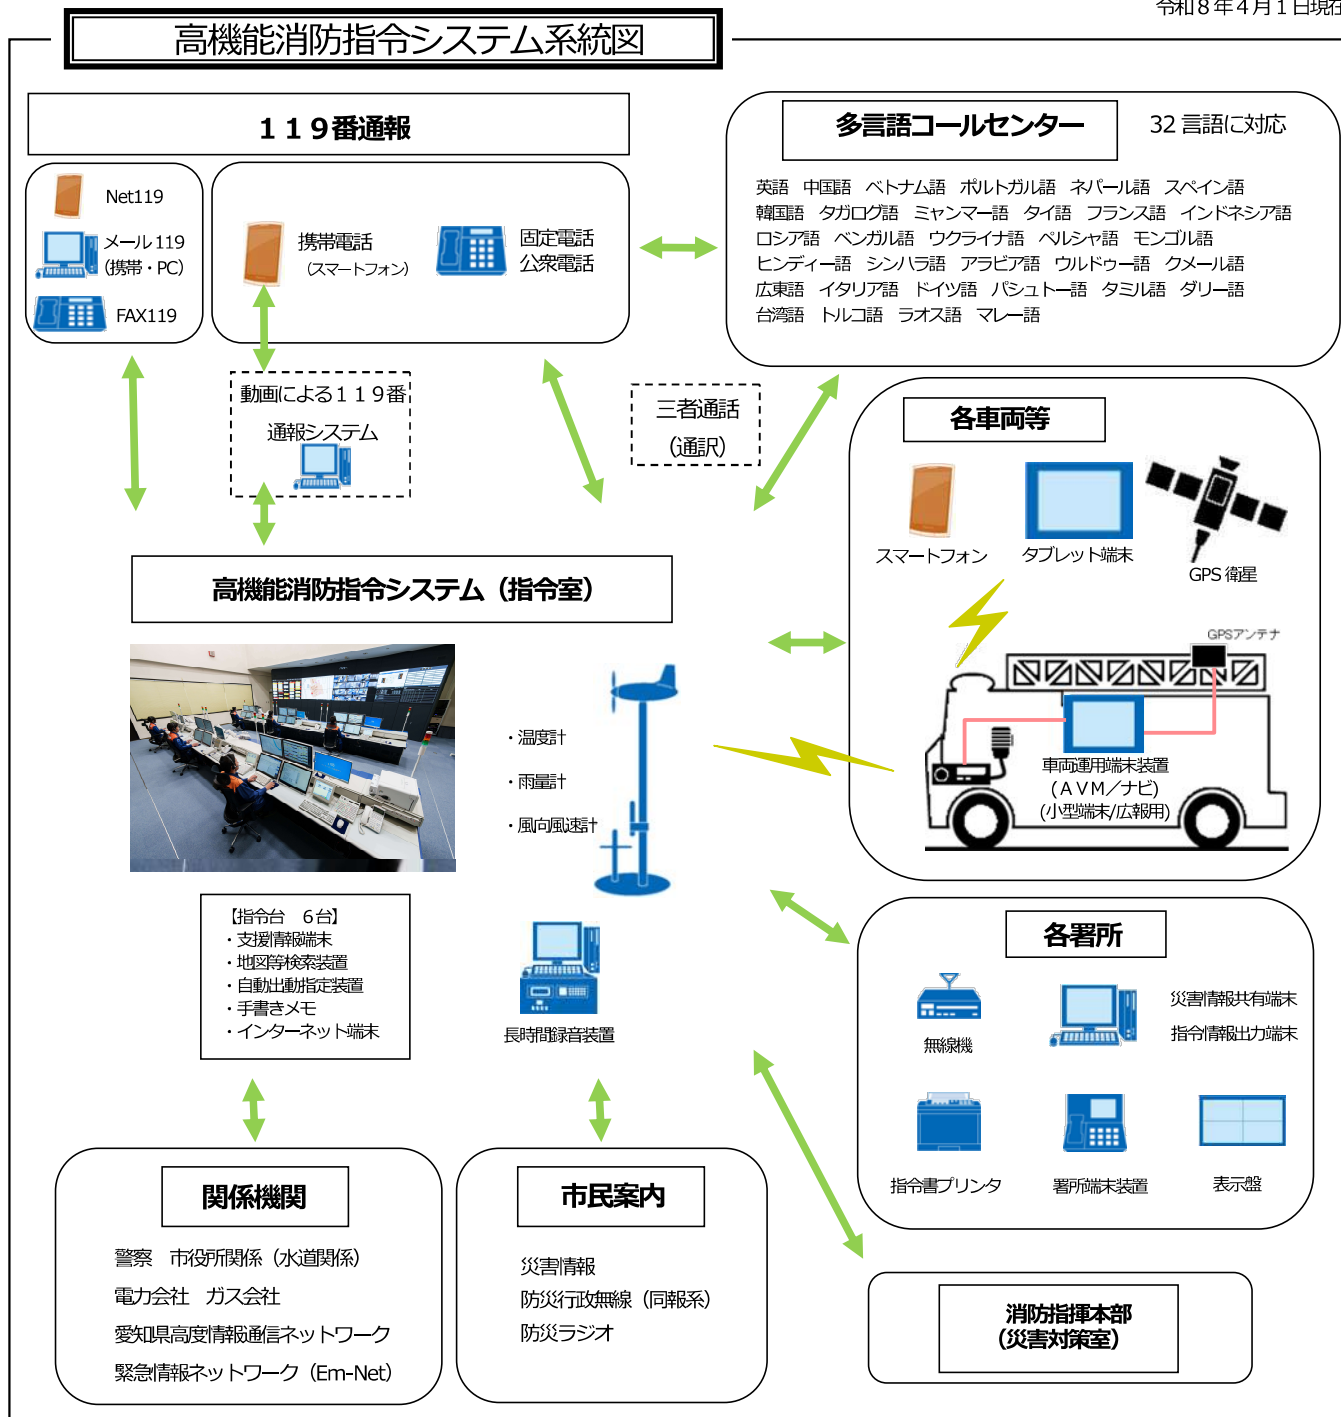 令和8年4月1日現在
高機能消防指令システム系統図
119番通報
Net119
メール119
(携帯・PC)
FAX119
携帯電話
(スマートフォン)
固定電話
公衆電話
多言語コールセンター
32言語に対応
英語 中国語 ベトナム語 ポルトガル語 ネパール語 スペイン語
韓国語 タガログ語 ミャンマー語 タイ語 フランス語 インドネシア語
ロシア語 ベンガル語 ウクライナ語 ペルシャ語 モンゴル語
ヒンディー語 シンハラ語 アラビア語 ウルドゥー語 クメール語
広東語 イタリア語 ドイツ語 パシュトー語 タミル語 ダリー語
台湾語 トルコ語 ラオス語 マレー語
動画による119番
通報システム
三者通話
(通訳)
各車両等
スマートフォン
タブレット端末
GPS衛星
GPSアンテナ
車両運用端末装置
(AVM/ナビ)
(小型端末/広報用)
高機能消防指令システム(指令室)
・温度計
・雨量計
・風向風速計
【指令台 6台】
・支援情報端末
・地図等検索装置
・自動出動指定装置
・手書きメモ
・インターネット端末
長時間録音装置
各署所
無線機
災害情報共有端末
指令情報出力端末
指令書プリンタ
署所端末装置
表示盤
関係機関
警察 市役所関係(水道関係)
電力会社 ガス会社
愛知県高度情報通信ネットワーク
緊急情報ネットワーク(Em-Net)
市民案内
災害情報
防災行政無線(同報系)
防災ラジオ
消防指揮本部
(災害対策室)